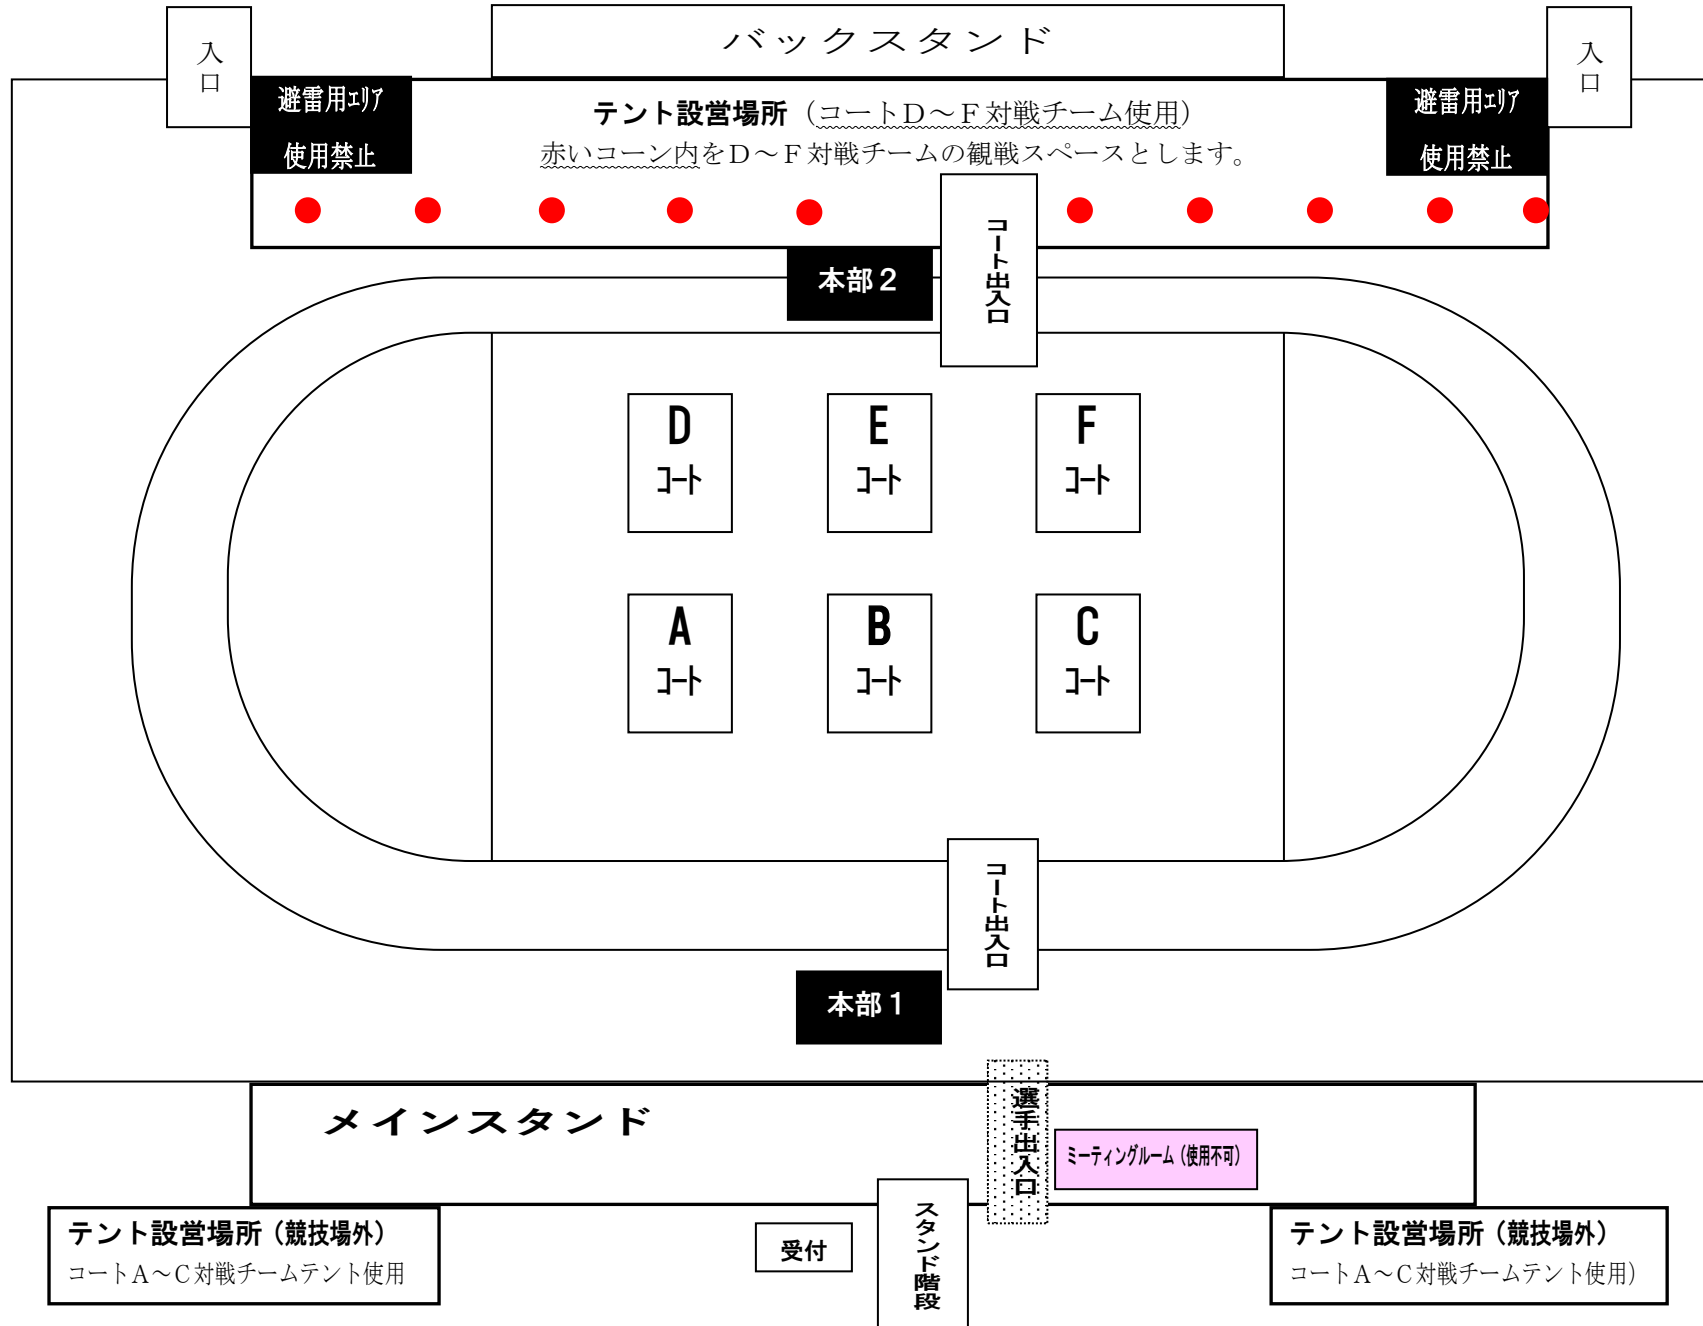 入口
バックスタンド
入口
避雷用エリア
使用禁止
テント設営場所（コートＤ～Ｆ対戦チーム使用）
赤いコーン内をＤ～Ｆ対戦チームの観戦スペースとします。
避雷用エリア
使用禁止
コート出入口
本部２
D
コート
E
コート
F
コート
A
コート
B
コート
C
コート
コート出入口
本部１
メインスタンド
選手出入口
ミーティングルーム（使用不可）
テント設営場所（競技場外）
コートＡ～Ｃ対戦チームテント使用
受付
スタンド階段
テント設営場所（競技場外）
コートＡ～Ｃ対戦チームテント使用）